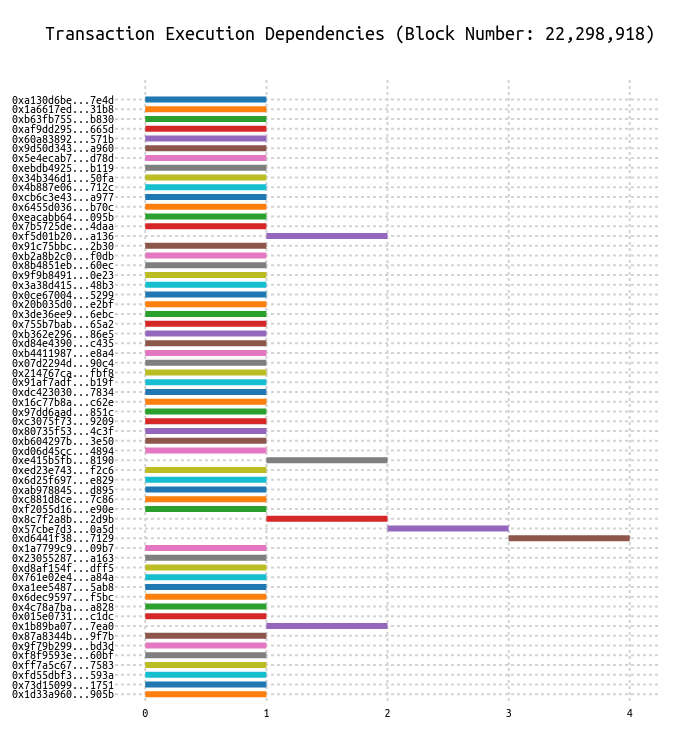 Transaction Execution Dependencies (Block Number: 22,298,918)
0xa130d6be...7e4d
0x1a6617ed...31b8
0xb63fb755...b830
0xaf9dd295...665d
0x60a83892...571b
0x9d50d343...a960
0x5e4ecab7...d78d
0xebdb4925...b119
0x34b346d1...50fa
0x4b887e06...712c
0xcb6c3e43...a977
0x6455d036...b70c
0xeacabb64...095b
0x7b5725de...4daa
0xf5d01b20...a136
0x91c75bbc...2b30
0xb2a8b2c0...f0db
0x8b4851eb...60ec
0x9f9b8491...0e23
0x3a38d415...48b3
0x0ce67004...5299
0x20b035d0...e2bf
0x3de36ee9...6ebc
0x755b7bab...65a2
0xb362e296...86e5
0xd84e4390...c435
0xb4411987...e8a4
0x07d2294d...90c4
0x214767ca...fbf8
0x91af7adf...b19f
0xdc423030...7834
0x16c77b8a...c62e
0x97dd6aad...851c
0xc3075f73...9209
0x80735f53...4c3f
0xb604297b...3e50
0xd06d45cc...4894
0xe415b5fb...8190
0xed23e743...f2c6
0x6d25f697...e829
0xab978845...d895
0xc881d8ce...7c86
0xf2055d16...e90e
0x8c7f2a8b...2d9b
0x57cbe7d3...0a5d
0xd6441f38...7129
0x1a7799c9...09b7
0x23055287...a163
0xd8af154f...dff5
0x761e02e4...a84a
0xa1ee5487...5ab8
0x6dec9597...f5bc
0x4c78a7ba...a828
0x015e0731...c1dc
0x1b89ba07...7ea0
0x87a8344b...9f7b
0x9f79b299...bd3d
0xf8f9593e...60bf
0xff7a5c67...7583
0xfd55dbf3...593a
0x73d15099...1751
0x1d33a960...905b
0 1 2 3 4